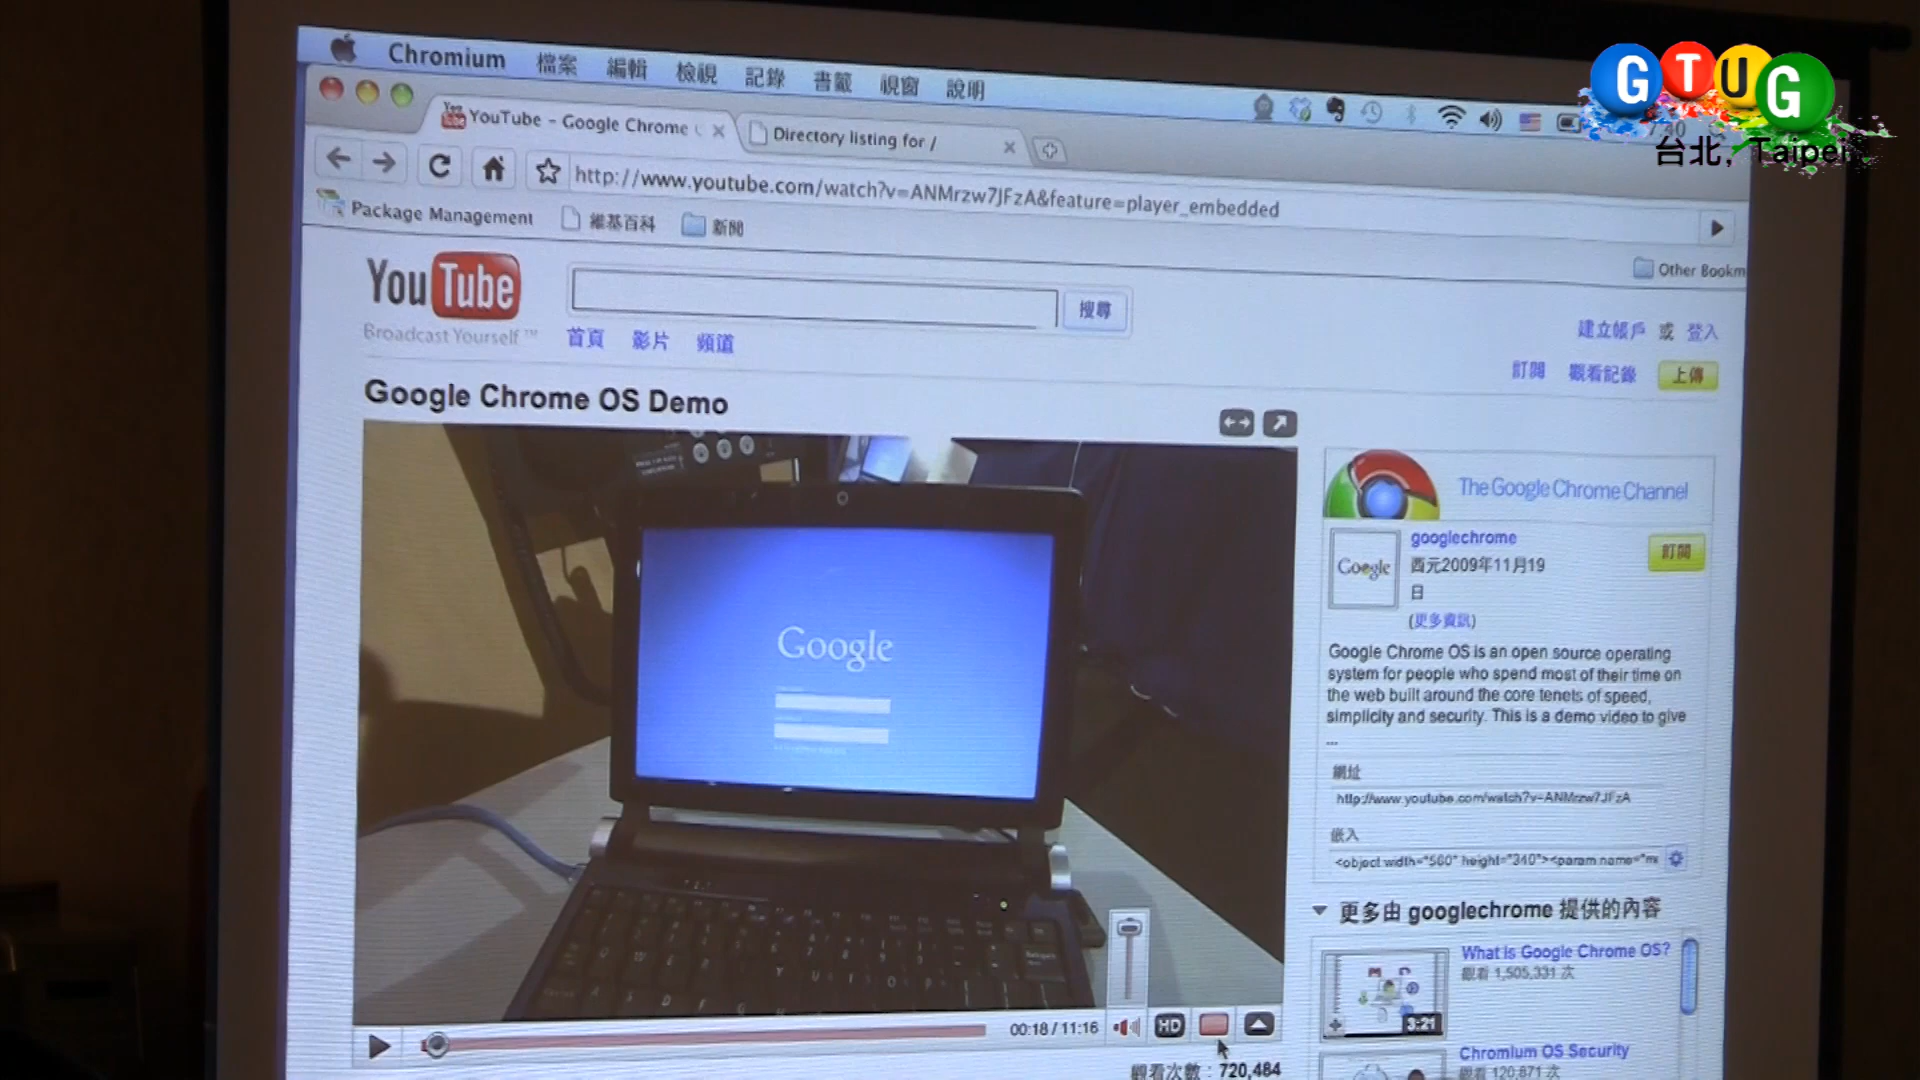 GTUG
台北, Taipei
Chromium 檔案 編輯 檢視 記錄 書籤 視窗 說明
7:40
YouTube - Google Chrome
Directory listing for /
http://www.youtube.com/watch?v=ANMrzw7JFzA&feature=player_embedded
Package Management 維基百科 新聞
Other Bookm
YouTube
Broadcast Yourself ™
搜尋
首頁 影片 頻道
建立帳戶 或 登入
訂閱 觀看記錄 上傳
Google Chrome OS Demo
The Google Chrome Channel
Google
googlechrome
西元2009年11月19
日
(更多資訊)
訂閱
Google Chrome OS is an open source operating
system for people who spend most of their time on
the web built around the core tenets of speed,
simplicity and security. This is a demo video to give
...
Google
網址
http://www.youtube.com/watch?v=ANMrzw7JFzA
嵌入
<object width="560" height="340"><param name="m
更多由 googlechrome 提供的內容
What is Google Chrome OS?
觀看 1,505,331 次
3:21
Chromium OS Security
觀看 120,871 次
00:18 / 11:16
HD
觀看次數：720,484